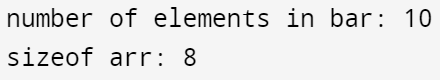 number of elements in bar: 10
sizeof arr: 8